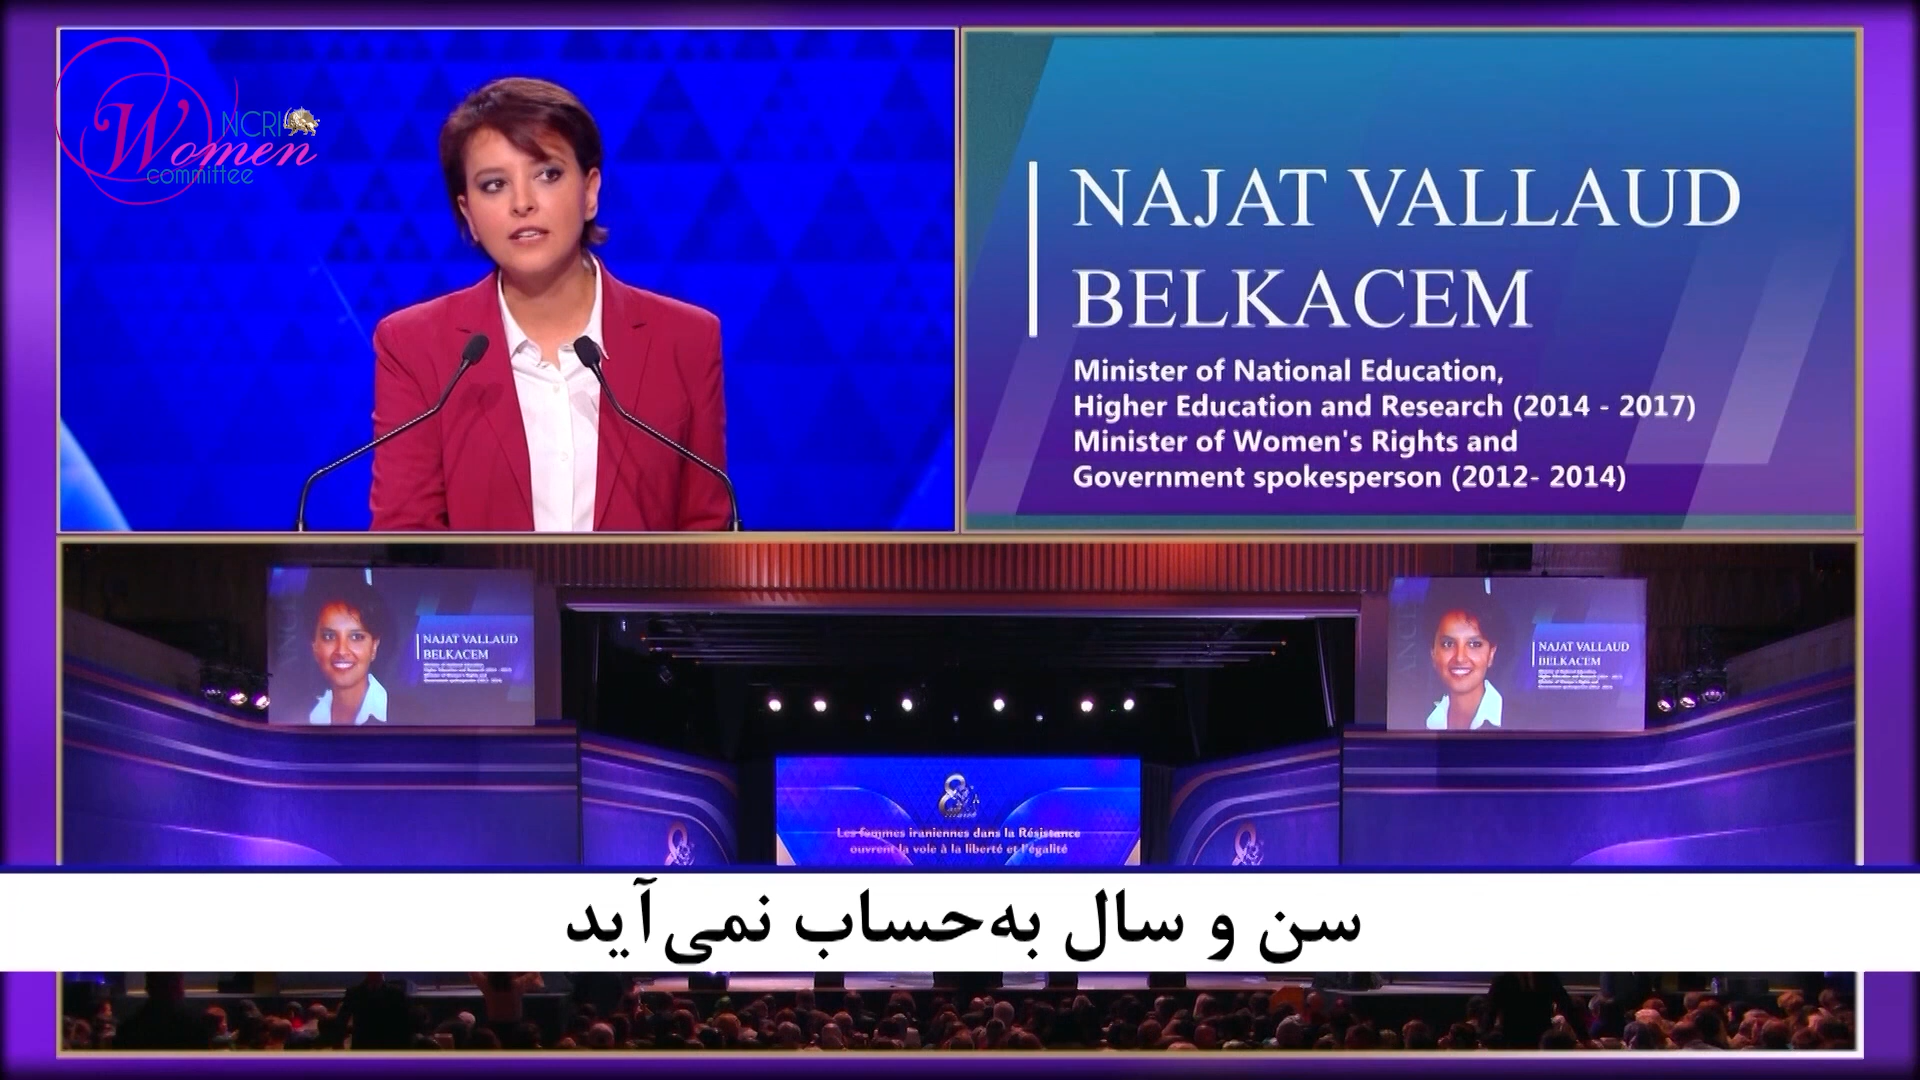 NCRI
Women
committee
NAJAT VALLAUD
BELKACEM
Minister of National Education,
Higher Education and Research (2014 - 2017)
Minister of Women's Rights and
Government spokesperson (2012- 2014)
NAJAT VALLAUD
BELKACEM
NAJAT VALLAUD
BELKACEM
8
Les femmes iraniennes dans la Résistance
ouvrent la voie à la liberté et l'égalité
سن و سال به‌حساب نمی‌آید